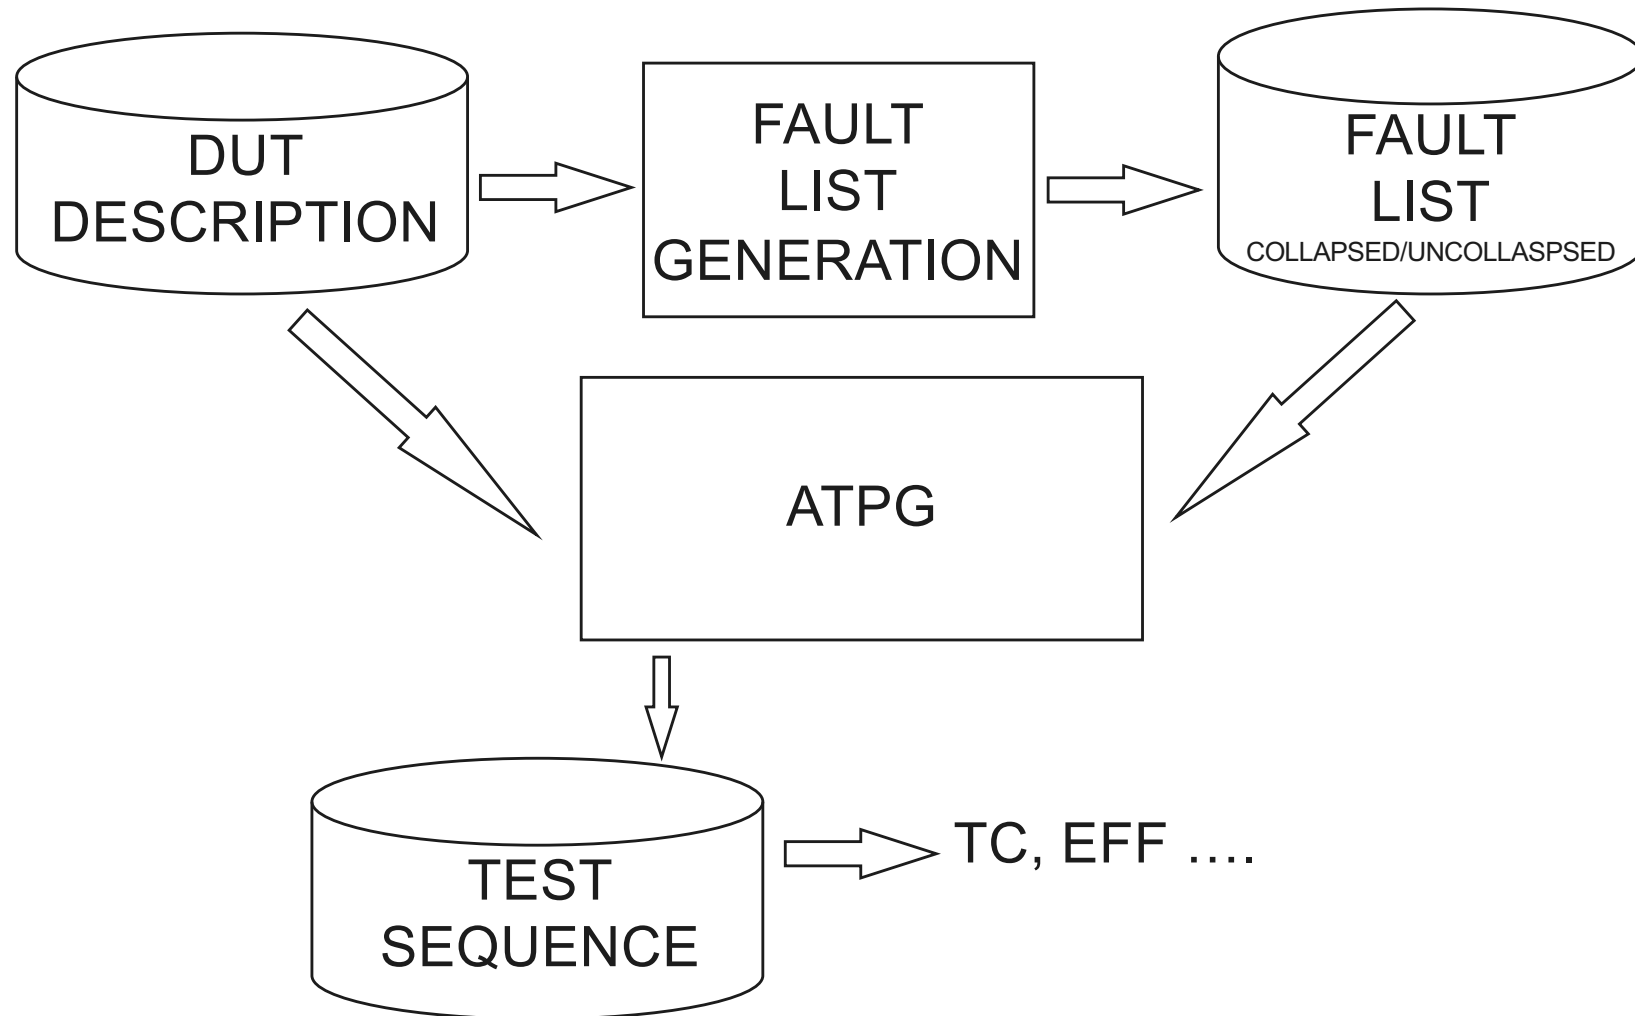 DUT
DESCRIPTION
FAULT
LIST
GENERATION
FAULT
LIST
COLLAPSED/UNCOLLASPSED
ATPG
TEST
SEQUENCE
TC, EFF ....